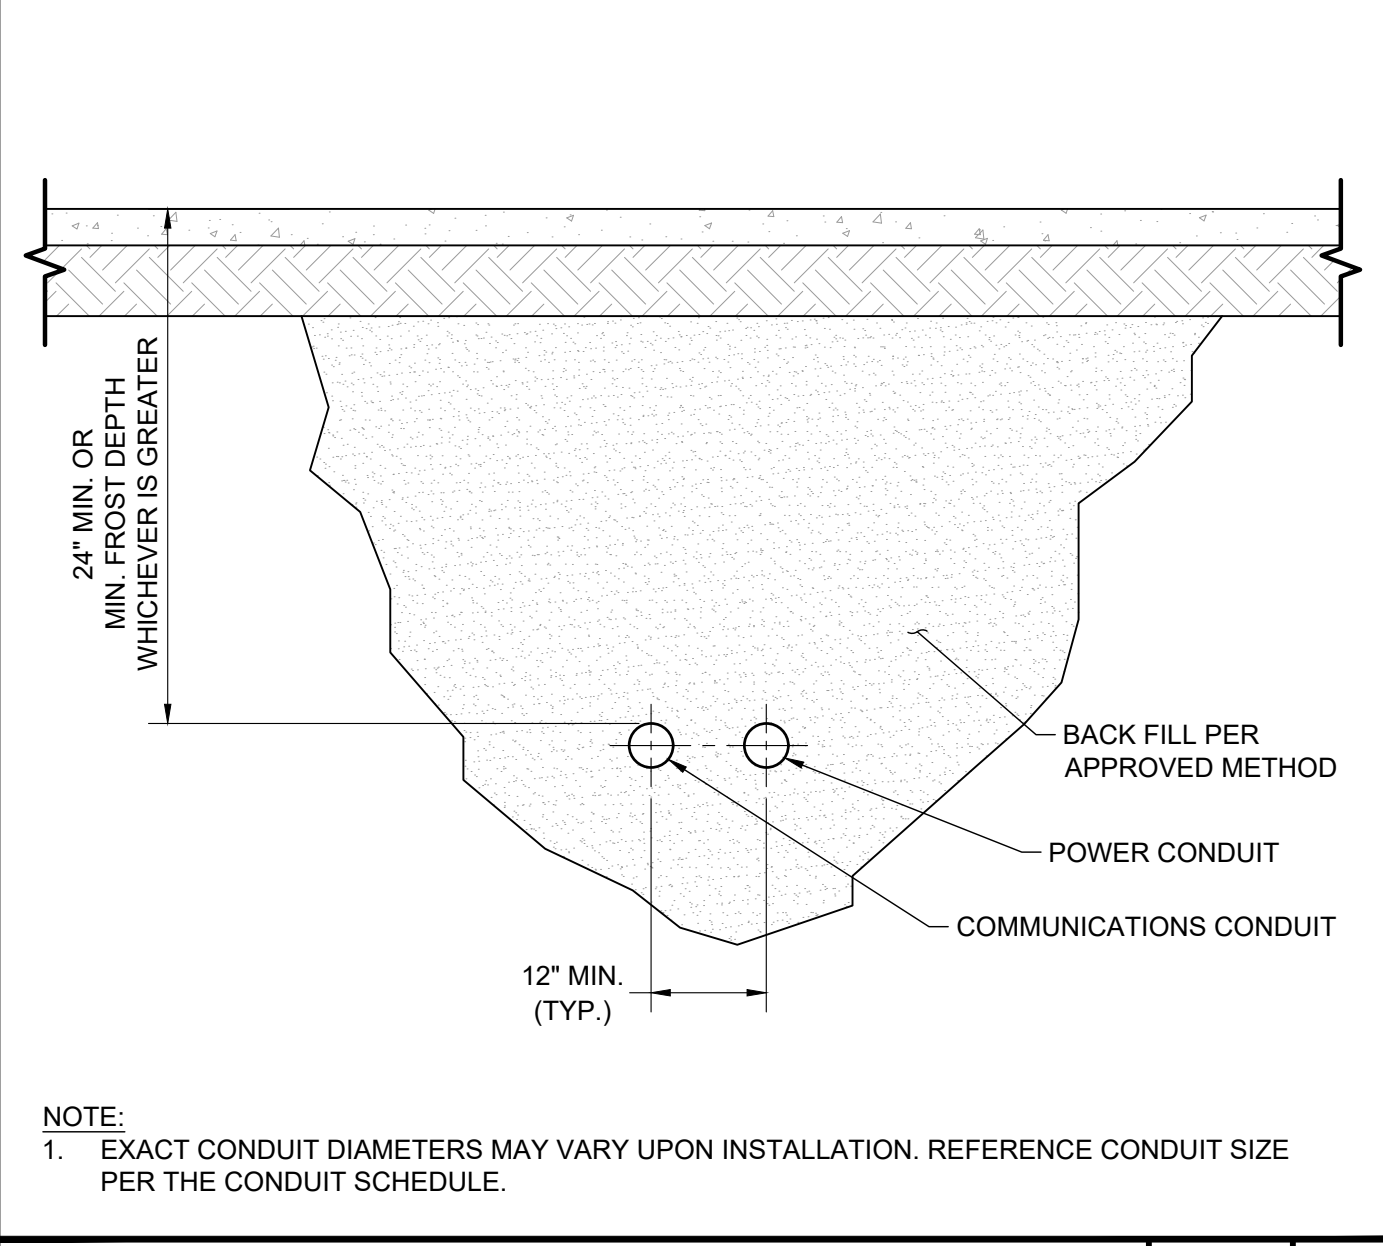 24" MIN. OR
MIN. FROST DEPTH
WHICHEVER IS GREATER
BACK FILL PER
APPROVED METHOD
POWER CONDUIT
COMMUNICATIONS CONDUIT
12" MIN.
(TYP.)
NOTE:
1. EXACT CONDUIT DIAMETERS MAY VARY UPON INSTALLATION. REFERENCE CONDUIT SIZE
PER THE CONDUIT SCHEDULE.